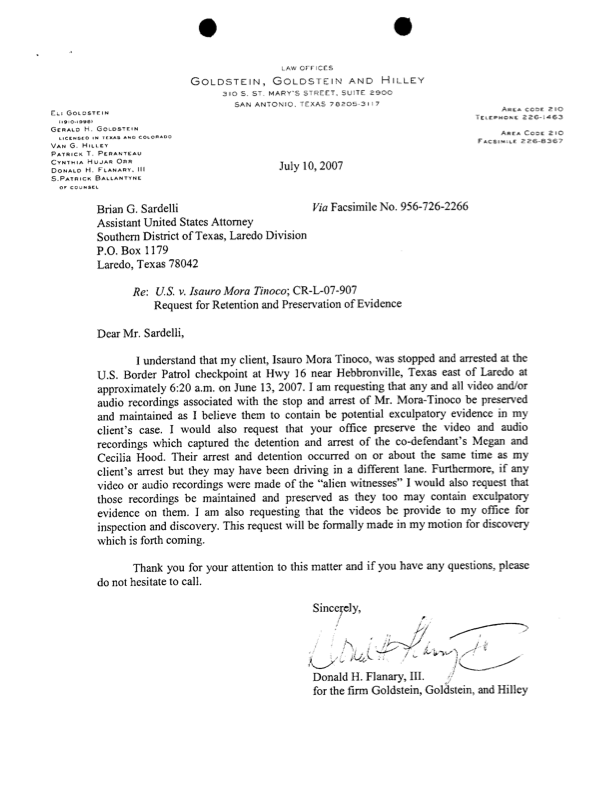 LAW OFFICES
GOLDSTEIN, GOLDSTEIN AND HILLEY
310 S. ST. MARY'S STREET, SUITE 2900
SAN ANTONIO, TEXAS 78205-3117
ELI GOLDSTEIN
(1910-1998)
GERALD H. GOLDSTEIN
LICENSED IN TEXAS AND COLORADO
VAN G. HILLEY
PATRICK T. PERANTEAU
CYNTHIA HUJAR ORR
DONALD H. FLANARY, III
S. PATRICK BALLANTYNE
OF COUNSEL
AREA CODE 210
TELEPHONE 226-1463
AREA CODE 210
FACSIMILE 226-8367
July 10, 2007
Brian G. Sardelli Via Facsimile No. 956-726-2266
Assistant United States Attorney
Southern District of Texas, Laredo Division
P.O. Box 1179
Laredo, Texas 78042
Re: U.S. v. Isauro Mora Tinoco; CR-L-07-907
Request for Retention and Preservation of Evidence
Dear Mr. Sardelli,
I understand that my client, Isauro Mora Tinoco, was stopped and arrested at the
U.S. Border Patrol checkpoint at Hwy 16 near Hebbronville, Texas east of Laredo at
approximately 6:20 a.m. on June 13, 2007. I am requesting that any and all video and/or
audio recordings associated with the stop and arrest of Mr. Mora-Tinoco be preserved
and maintained as I believe them to contain be potential exculpatory evidence in my
client's case. I would also request that your office preserve the video and audio
recordings which captured the detention and arrest of the co-defendant's Megan and
Cecilia Hood. Their arrest and detention occurred on or about the same time as my
client's arrest but they may have been driving in a different lane. Furthermore, if any
video or audio recordings were made of the "alien witnesses" I would also request that
those recordings be maintained and preserved as they too may contain exculpatory
evidence on them. I am also requesting that the videos be provide to my office for
inspection and discovery. This request will be formally made in my motion for discovery
which is forth coming.
Thank you for your attention to this matter and if you have any questions, please
do not hesitate to call.
Sincerely,
Donald H. Flanary III
Donald H. Flanary, III.
for the firm Goldstein, Goldstein, and Hilley